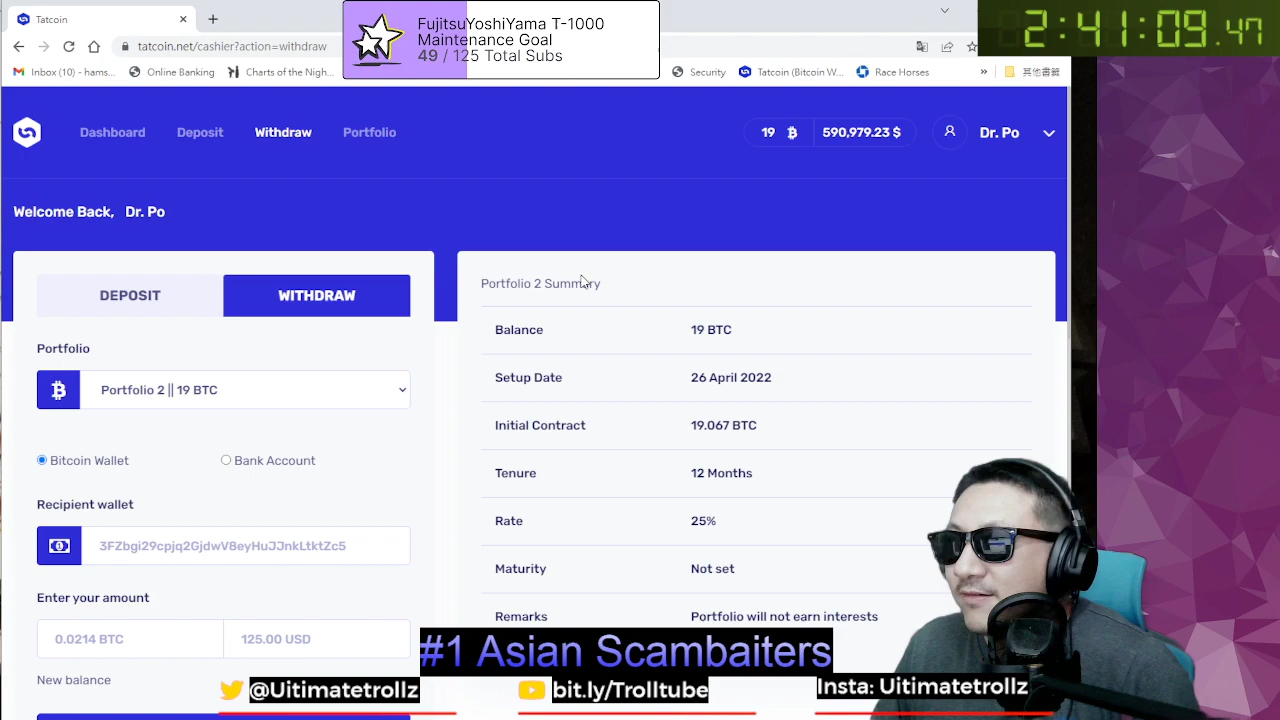 Tatcoin
tatcoin.net/cashier?action=withdraw
Inbox (10) - hams...
Online Banking
Charts of the Nigh...
Security
Tatcoin (Bitcoin W...
Race Horses
»
其他書籤
FujitsuYoshiYama T-1000
Maintenance Goal
49 / 125 Total Subs
2:41:09.47
Dashboard
Deposit
Withdraw
Portfolio
19
590,979.23 $
Dr. Po
Welcome Back, Dr. Po
DEPOSIT
WITHDRAW
Portfolio
Portfolio 2 || 19 BTC
Bitcoin Wallet
Bank Account
Recipient wallet
3FZbgi29cpjq2GjdwV8eyHuJJnkLtktZc5
Enter your amount
0.0214 BTC
125.00 USD
New balance
Portfolio 2 Summary
Balance 19 BTC
Setup Date 26 April 2022
Initial Contract 19.067 BTC
Tenure 12 Months
Rate 25%
Maturity Not set
Remarks Portfolio will not earn interests
#1 Asian Scambaiters
@Uitimatetrollz
bit.ly/Trolltube
Insta: Uitimatetrollz